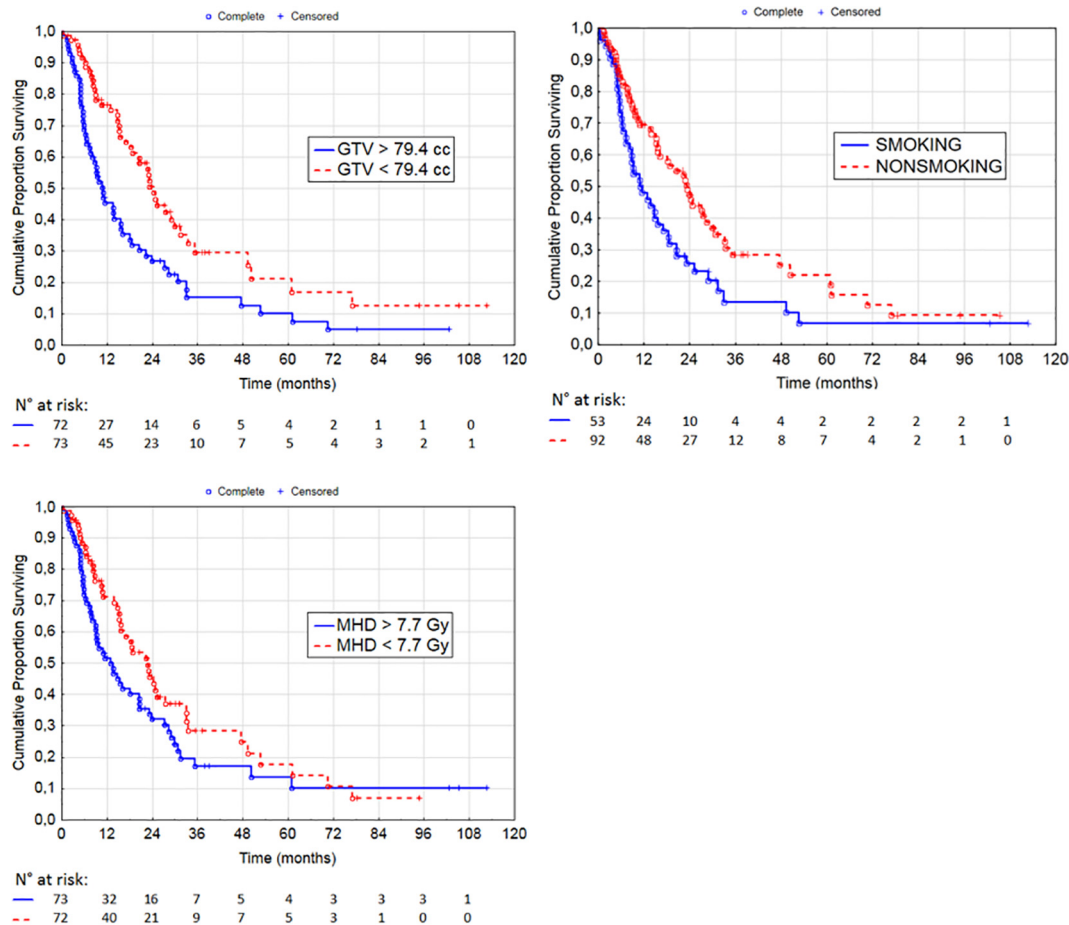 Complete + Censored
1,0
0,9
0,8
0,7
0,6
0,5
0,4
0,3
0,2
0,1
0,0
Cumulative Proportion Surviving
GTV > 79.4 cc
GTV < 79.4 cc
0 12 24 36 48 60 72 84 96 108 120
Time (months)
N° at risk:
72 27 14 6 5 4 2 1 1 0
73 45 23 10 7 5 4 3 2 1
Complete + Censored
1,0
0,9
0,8
0,7
0,6
0,5
0,4
0,3
0,2
0,1
0,0
Cumulative Proportion Surviving
SMOKING
NONSMOKING
0 12 24 36 48 60 72 84 96 108 120
Time (months)
N° at risk:
53 24 10 4 4 2 2 2 2 1
92 48 27 12 8 7 4 2 1 0
Complete + Censored
1,0
0,9
0,8
0,7
0,6
0,5
0,4
0,3
0,2
0,1
0,0
Cumulative Proportion Surviving
MHD > 7.7 Gy
MHD < 7.7 Gy
0 12 24 36 48 60 72 84 96 108 120
Time (months)
N° at risk:
73 32 16 7 5 4 3 3 3 1
72 40 21 9 7 5 3 1 0 0